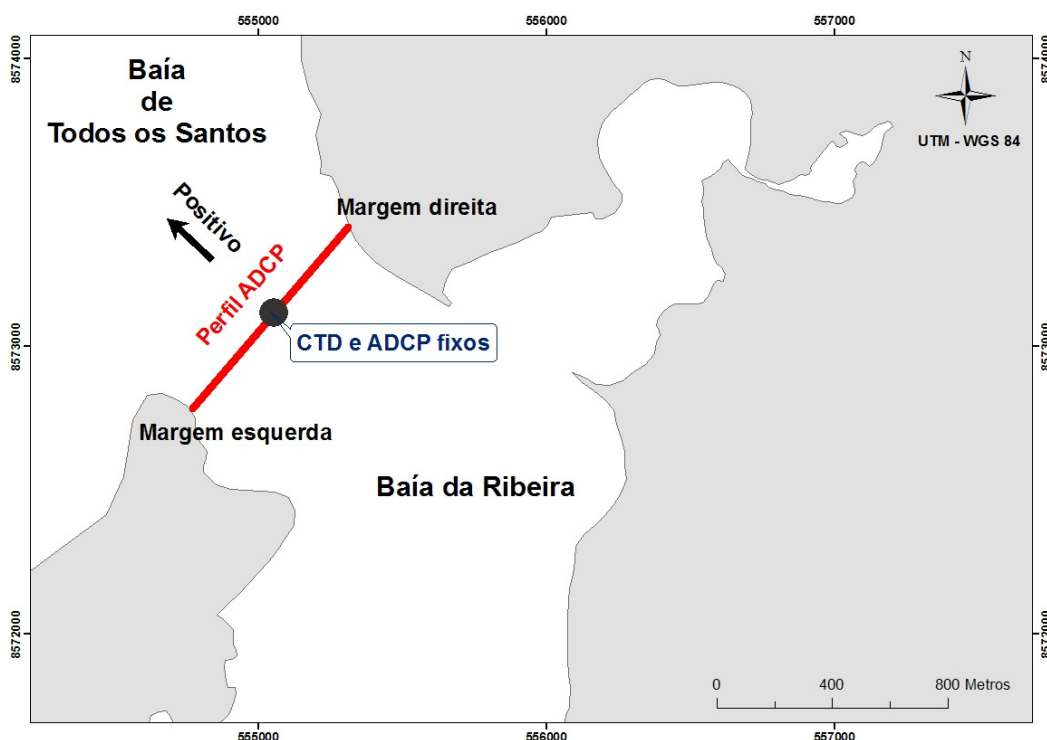 555000
556000
557000
8574000
8574000
Baía
de
Todos os Santos
N
UTM - WGS 84
Positivo
Margem direita
Perfil ADCP
CTD e ADCP fixos
8573000
8573000
Margem esquerda
Baía da Ribeira
8572000
8572000
0
400
800 Metros
555000
556000
557000